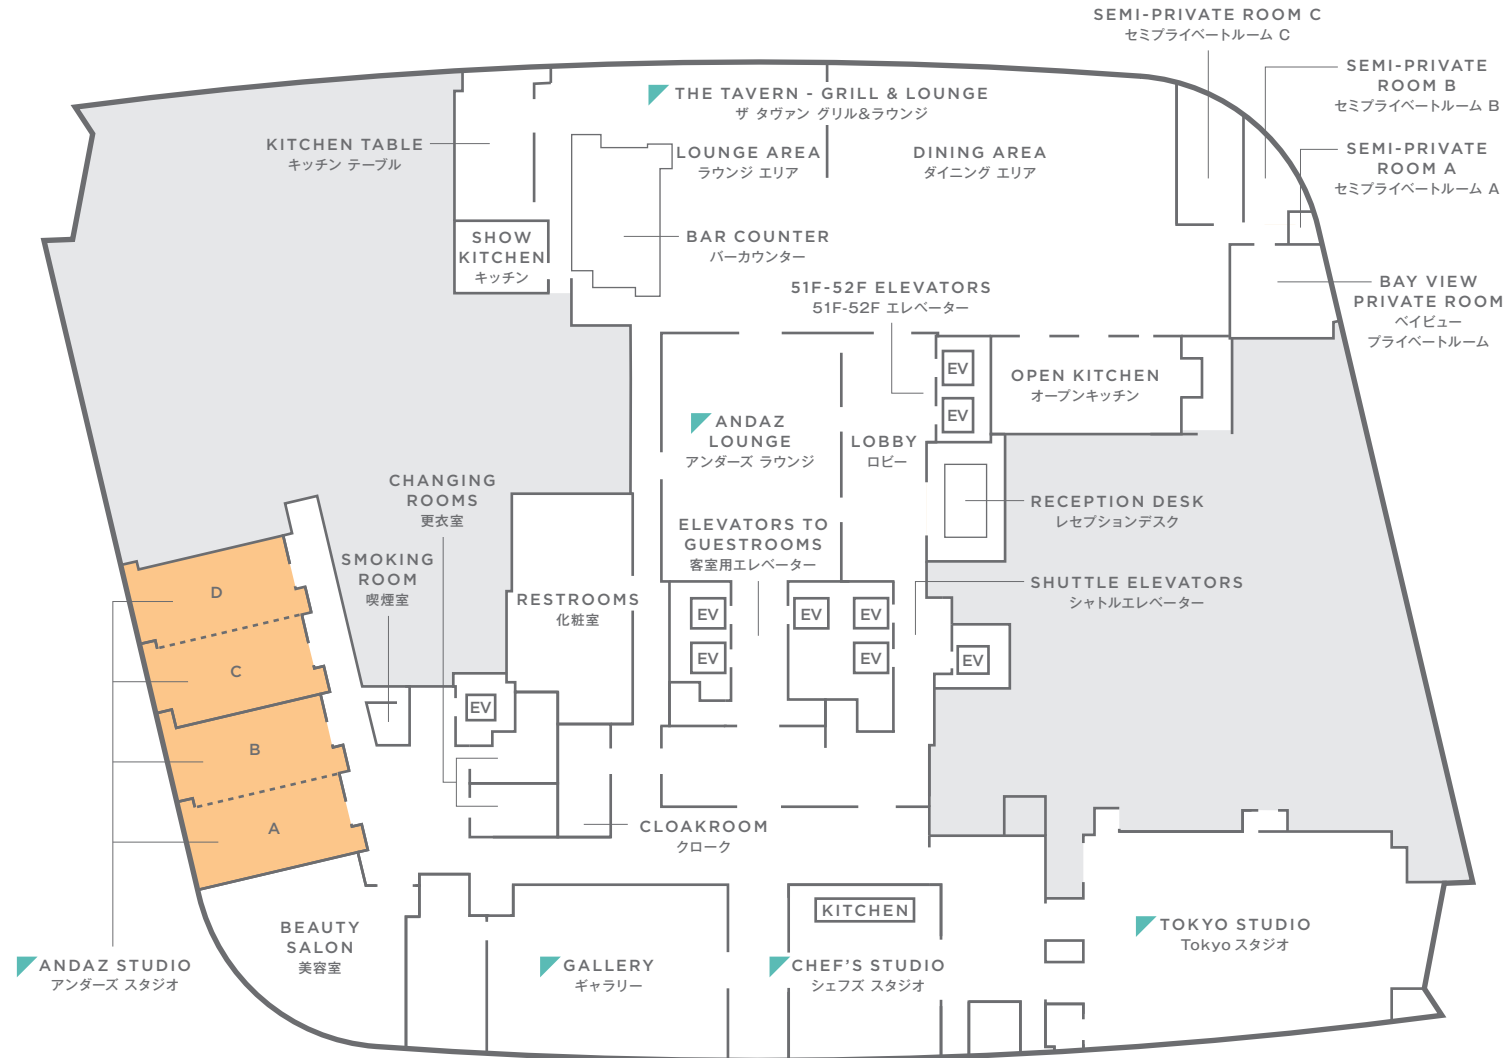 SEMI-PRIVATE ROOM C
セミプライベートルーム C
SEMI-PRIVATE
ROOM B
セミプライベートルーム B
THE TAVERN - GRILL & LOUNGE
ザ タヴァン グリル&ラウンジ
KITCHEN TABLE
キッチン テーブル
LOUNGE AREA
ラウンジ エリア
DINING AREA
ダイニング エリア
SEMI-PRIVATE
ROOM A
セミプライベートルーム A
SHOW
KITCHEN
キッチン
BAR COUNTER
バーカウンター
51F-52F ELEVATORS
51F-52F エレベーター
BAY VIEW
PRIVATE ROOM
ベイビュー
プライベートルーム
EV
EV
OPEN KITCHEN
オープンキッチン
ANDAZ
LOUNGE
アンダーズ ラウンジ
LOBBY
ロビー
CHANGING
ROOMS
更衣室
RECEPTION DESK
レセプションデスク
ELEVATORS TO
GUESTROOMS
客室用エレベーター
SMOKING
ROOM
喫煙室
SHUTTLE ELEVATORS
シャトルエレベーター
RESTROOMS
化粧室
D
EV
EV
EV
EV
EV
EV
C
EV
B
A
CLOAKROOM
クローク
KITCHEN
BEAUTY
SALON
美容室
TOKYO STUDIO
Tokyo スタジオ
ANDAZ STUDIO
アンダーズ スタジオ
GALLERY
ギャラリー
CHEF'S STUDIO
シェフズ スタジオ